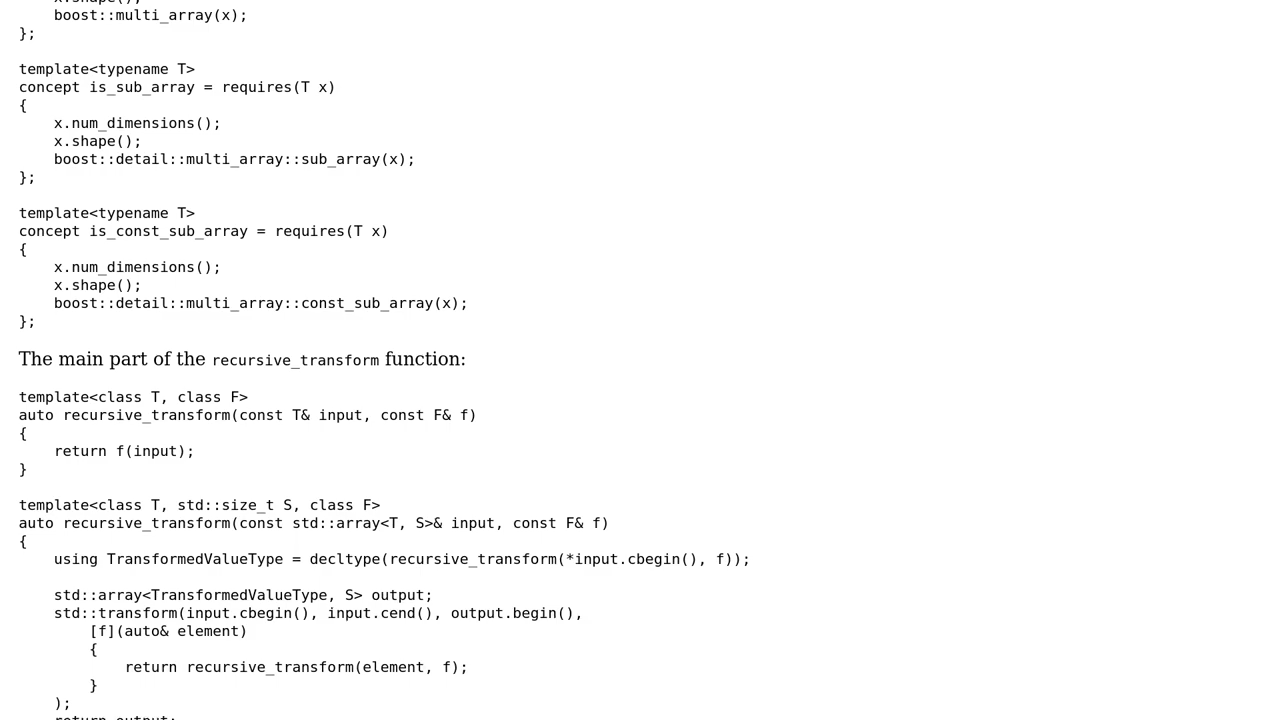 x.shape();
boost::multi_array(x);
};
template<typename T>
concept is_sub_array = requires(T x)
{
x.num_dimensions();
x.shape();
boost::detail::multi_array::sub_array(x);
};
template<typename T>
concept is_const_sub_array = requires(T x)
{
x.num_dimensions();
x.shape();
boost::detail::multi_array::const_sub_array(x);
};
The main part of the recursive_transform function:
template<class T, class F>
auto recursive_transform(const T& input, const F& f)
{
return f(input);
}
template<class T, std::size_t S, class F>
auto recursive_transform(const std::array<T, S>& input, const F& f)
{
using TransformedValueType = decltype(recursive_transform(*input.cbegin(), f));
std::array<TransformedValueType, S> output;
std::transform(input.cbegin(), input.cend(), output.begin(),
[f](auto& element)
{
return recursive_transform(element, f);
}
);
return output;